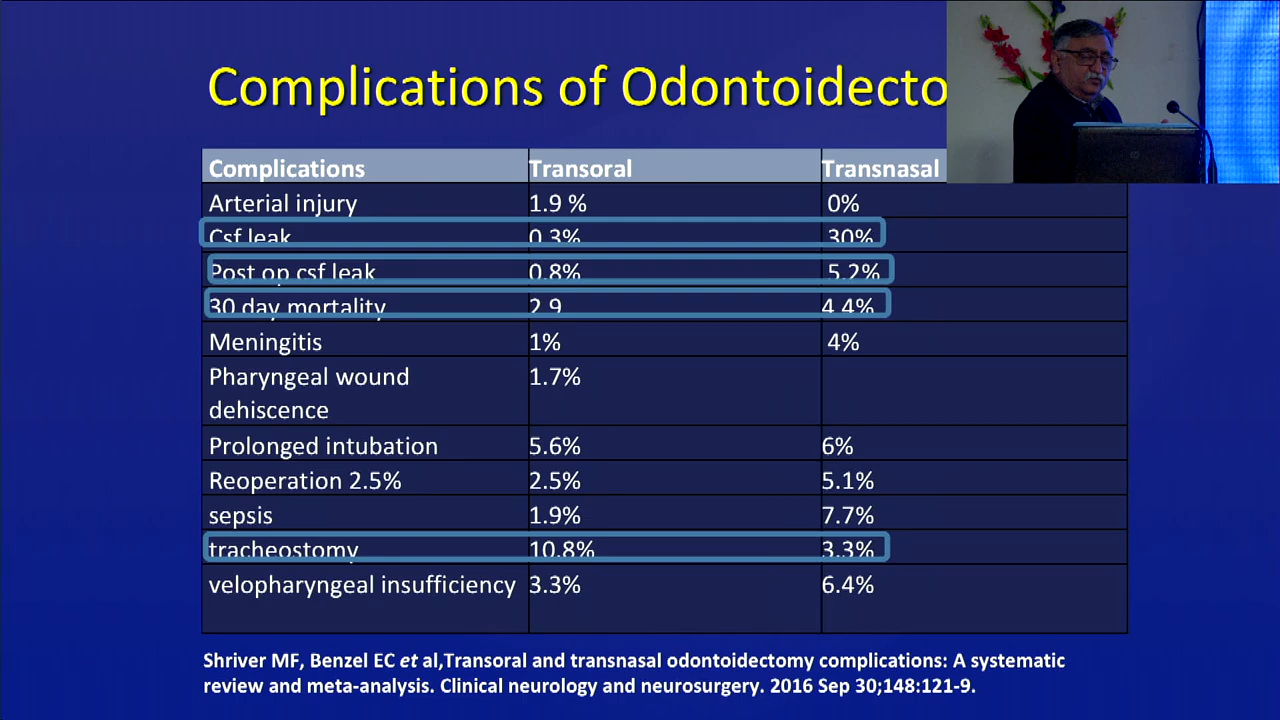 Complications of Odontoidecto
Complications Transoral Transnasal
Arterial injury 1.9 % 0%
Csf leak 0.3% 30%
Post op csf leak 0.8% 5.2%
30 day mortality 2.9 4.4%
Meningitis 1% 4%
Pharyngeal wound dehiscence 1.7%
Prolonged intubation 5.6% 6%
Reoperation 2.5% 2.5% 5.1%
sepsis 1.9% 7.7%
tracheostomy 10.8% 3.3%
velopharyngeal insufficiency 3.3% 6.4%
Shriver MF, Benzel EC et al,Transoral and transnasal odontoidectomy complications: A systematic
review and meta-analysis. Clinical neurology and neurosurgery. 2016 Sep 30;148:121-9.